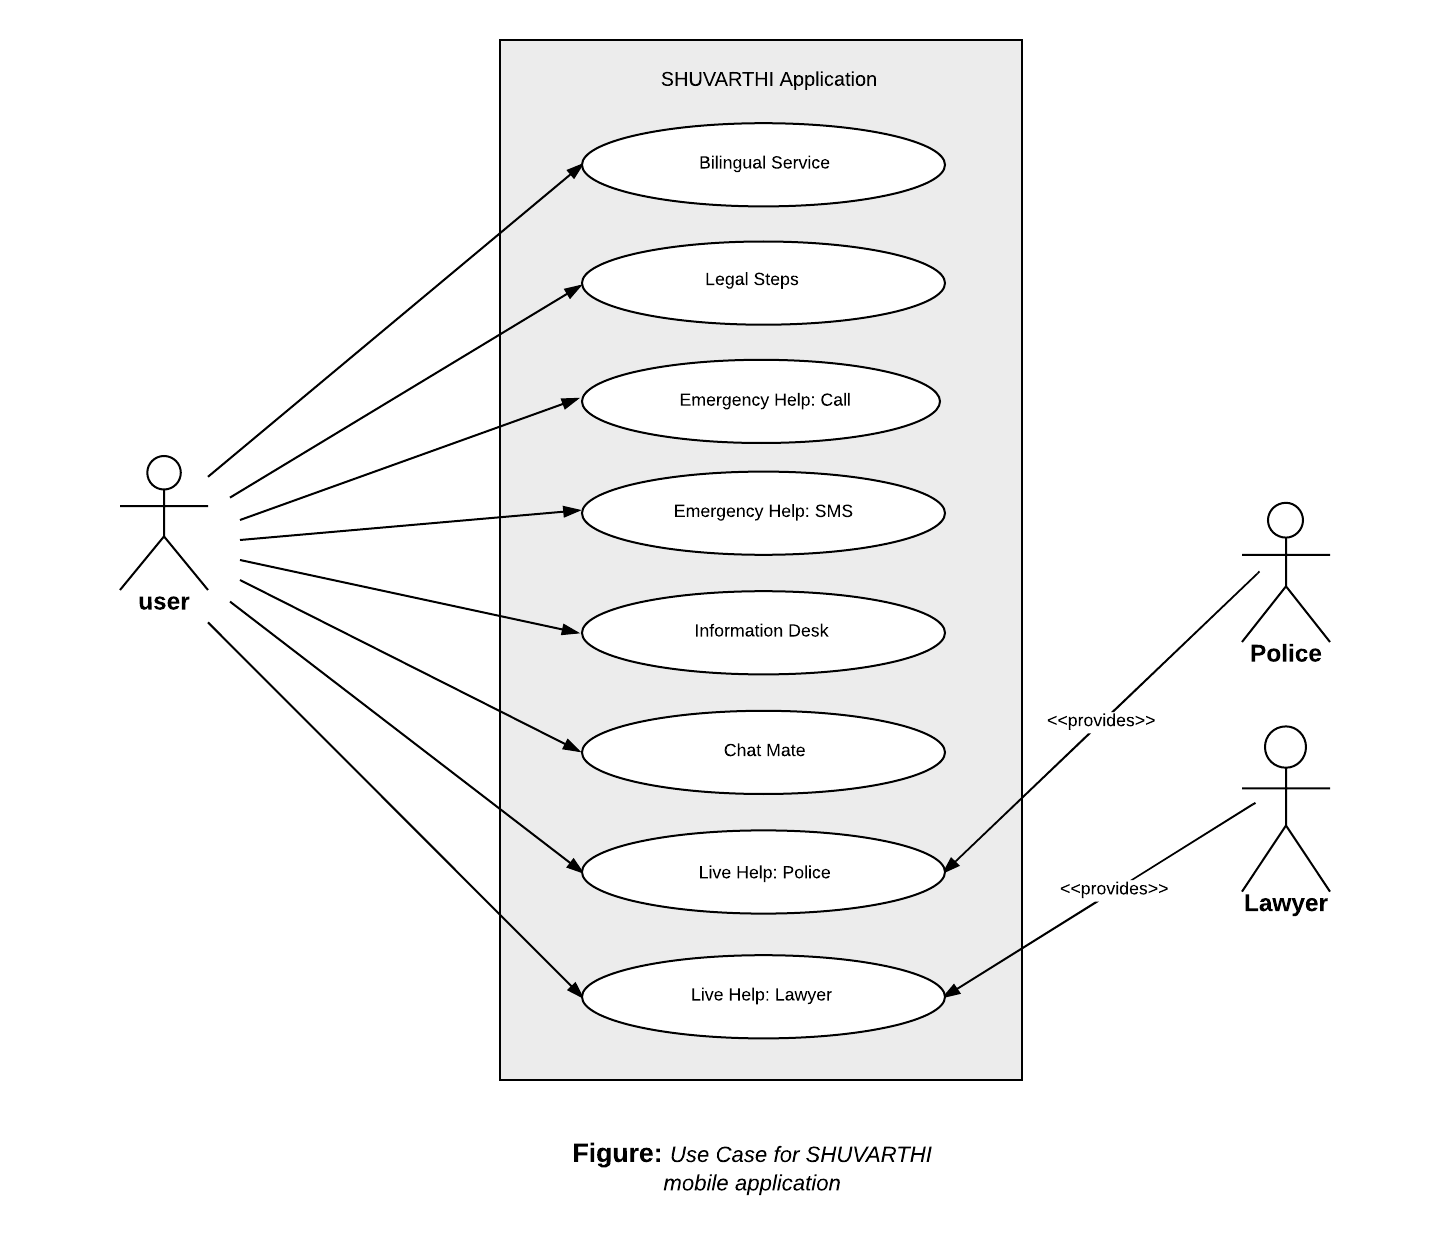 SHUVARTHI Application
Bilingual Service
Legal Steps
Emergency Help: Call
Emergency Help: SMS
Information Desk
Chat Mate
Live Help: Police
Live Help: Lawyer
user
Police
<<provides>>
Lawyer
<<provides>>
Figure: Use Case for SHUVARTHI
mobile application